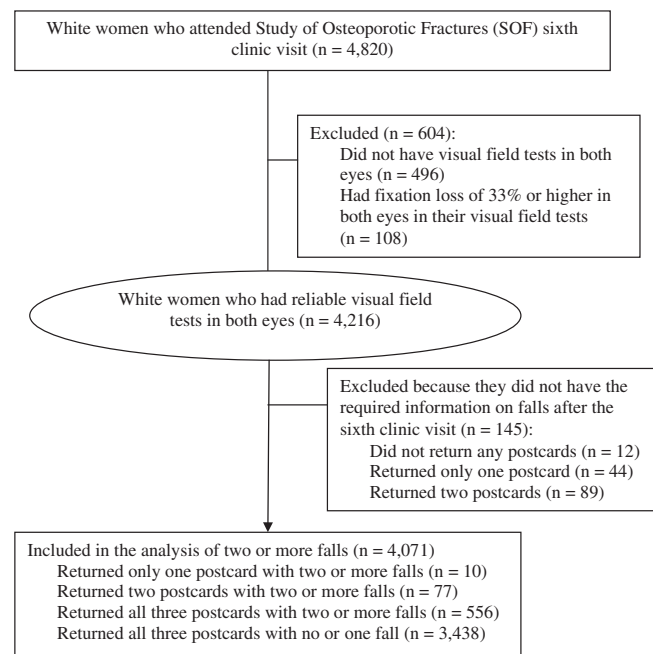 White women who attended Study of Osteoporotic Fractures (SOF) sixth
clinic visit (n = 4,820)
Excluded (n = 604):
Did not have visual field tests in both
eyes (n = 496)
Had fixation loss of 33% or higher in
both eyes in their visual field tests
(n = 108)
White women who had reliable visual field
tests in both eyes (n = 4,216)
Excluded because they did not have the
required information on falls after the
sixth clinic visit (n = 145):
Did not return any postcards (n = 12)
Returned only one postcard (n = 44)
Returned two postcards (n = 89)
Included in the analysis of two or more falls (n = 4,071)
Returned only one postcard with two or more falls (n = 10)
Returned two postcards with two or more falls (n = 77)
Returned all three postcards with two or more falls (n = 556)
Returned all three postcards with no or one fall (n = 3,438)